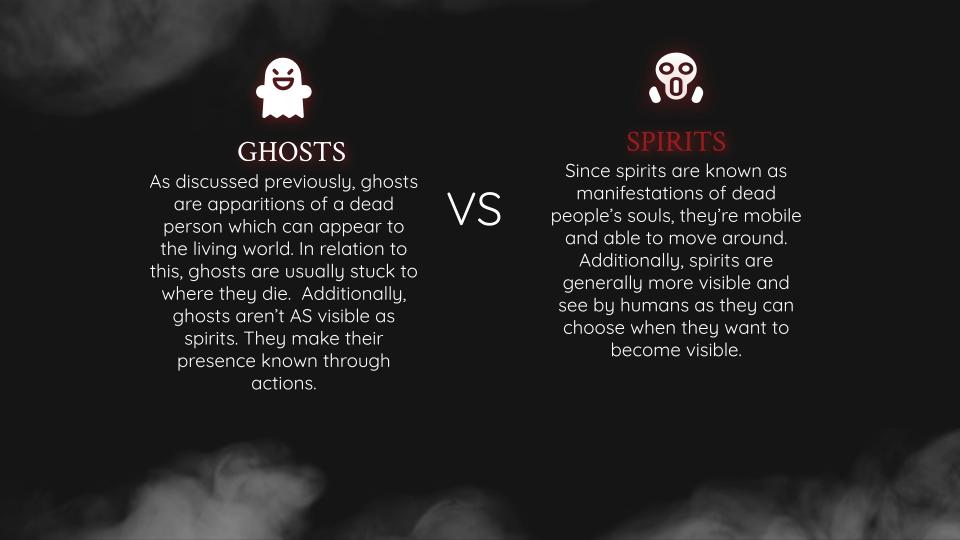 GHOSTS
As discussed previously, ghosts
are apparitions of a dead
person which can appear to
the living world. In relation to
this, ghosts are usually stuck to
where they die.  Additionally,
ghosts aren't AS visible as
spirits. They make their
presence known through
actions.
VS
SPIRITS
Since spirits are known as
manifestations of dead
people's souls, they're mobile
and able to move around.
Additionally, spirits are
generally more visible and
see by humans as they can
choose when they want to
become visible.